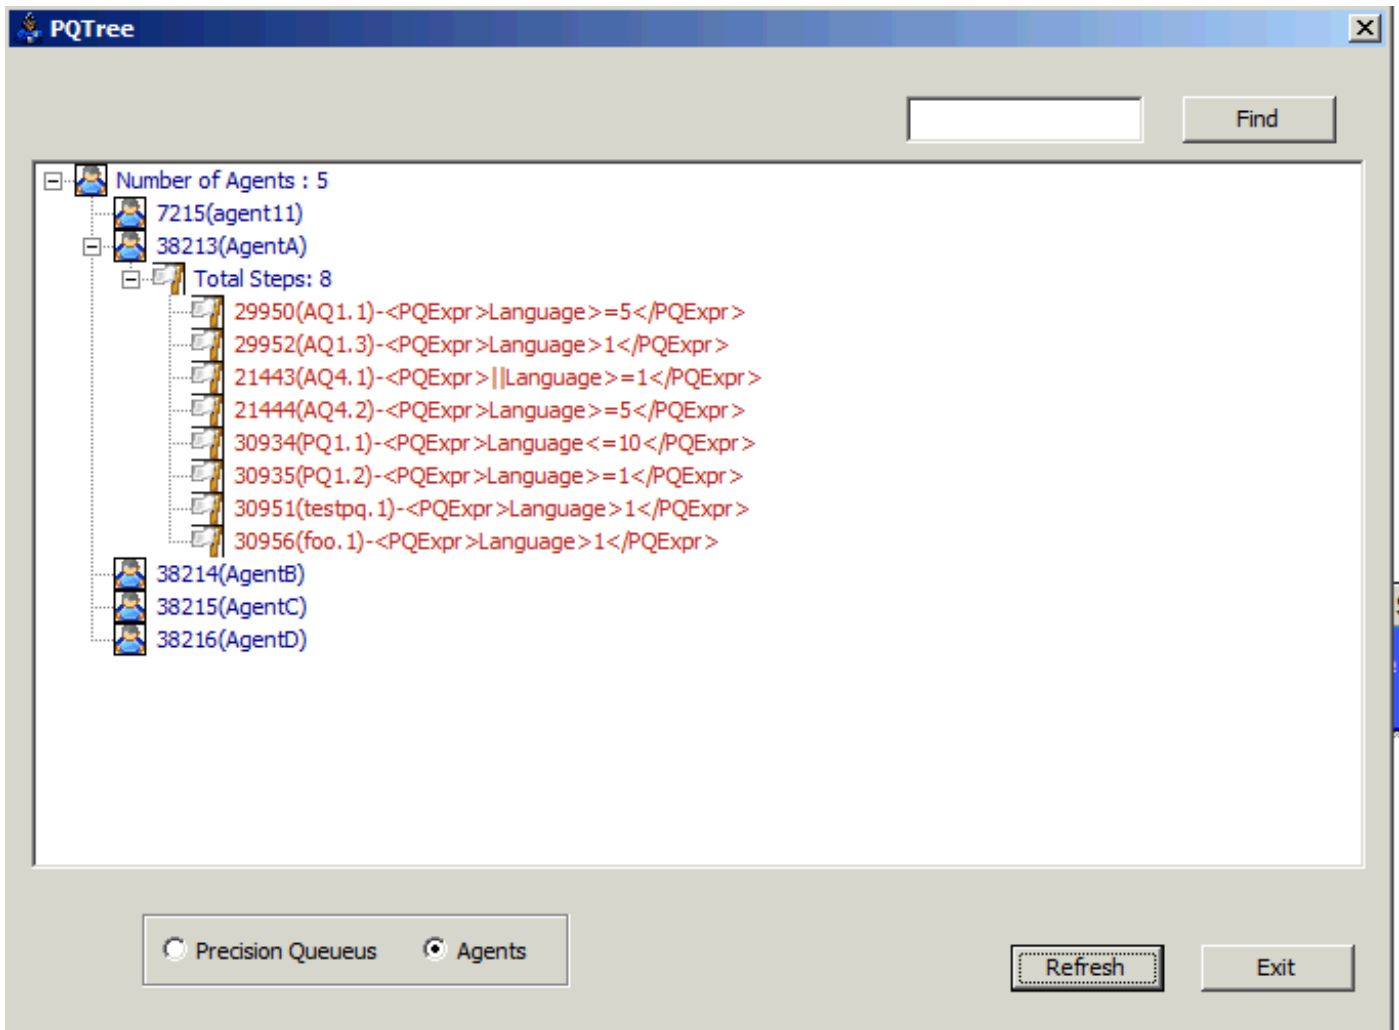 PQTree
Find
Number of Agents : 5
7215(agent11)
38213(AgentA)
Total Steps: 8
29950(AQ1.1)-<PQExpr>Language>=5</PQExpr>
29952(AQ1.3)-<PQExpr>Language>1</PQExpr>
21443(AQ4.1)-<PQExpr>||Language>=1</PQExpr>
21444(AQ4.2)-<PQExpr>Language>=5</PQExpr>
30934(PQ1.1)-<PQExpr>Language<=10</PQExpr>
30935(PQ1.2)-<PQExpr>Language>=1</PQExpr>
30951(testpq.1)-<PQExpr>Language>1</PQExpr>
30956(foo.1)-<PQExpr>Language>1</PQExpr>
38214(AgentB)
38215(AgentC)
38216(AgentD)
Precision Queueus Agents
Refresh Exit